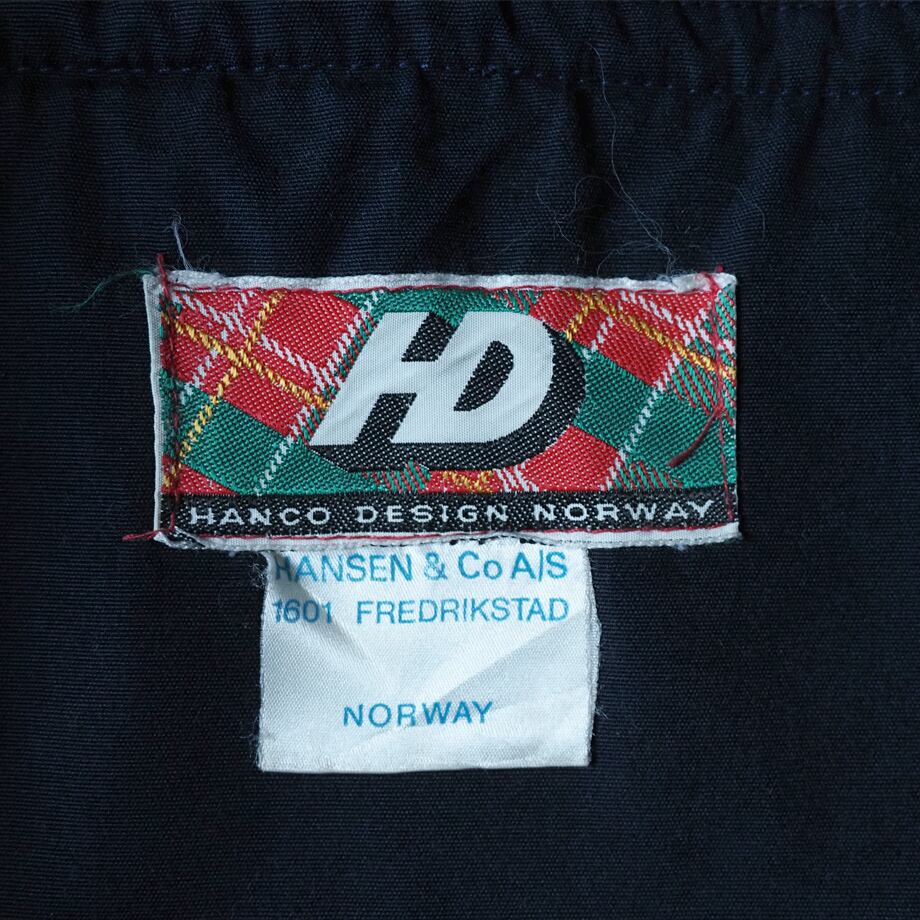 HD
HANCO DESIGN NORWAY
HANSEN & Co A/S
1601 FREDRIKSTAD
NORWAY